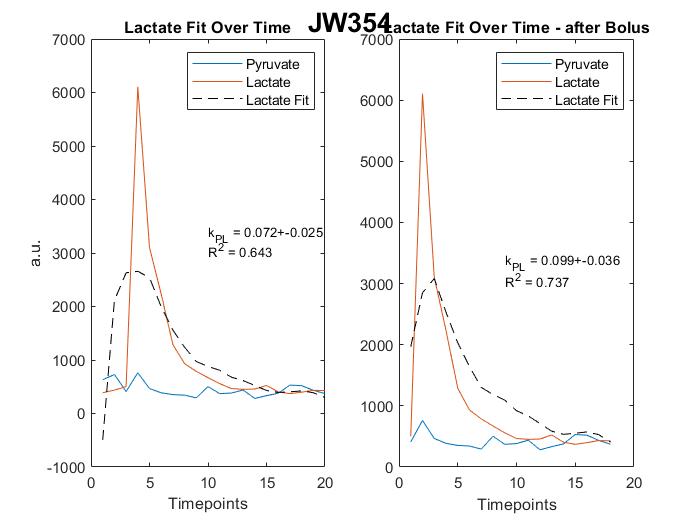 JW354
Lactate Fit Over Time
7000
6000
5000
4000
3000
2000
1000
0
-1000
a.u.
Pyruvate
Lactate
Lactate Fit
kPL = 0.072+-0.025
R2 = 0.643
0 5 10 15 20
Timepoints
Lactate Fit Over Time - after Bolus
7000
6000
5000
4000
3000
2000
1000
0
Pyruvate
Lactate
Lactate Fit
kPL = 0.099+-0.036
R2 = 0.737
0 5 10 15 20
Timepoints